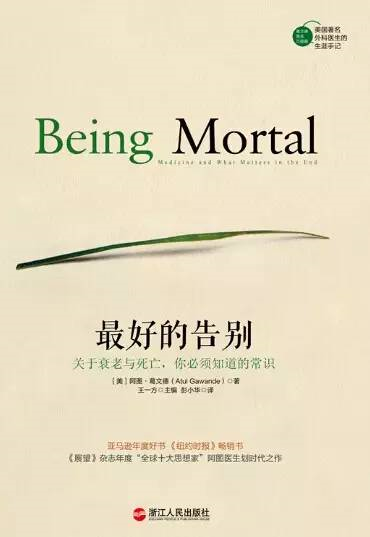 美国著名
外科医生的
生涯手记
Being Mortal
Medicine and What Matters in the End
最好的告别
关于衰老与死亡，你必须知道的常识
［美］阿图·葛文德（Atul Gawande）著
王一方 主编 彭小华 译
亚马逊年度好书 《纽约时报》畅销书
《展望》杂志年度“全球十大思想家”阿图医生划时代之作
浙江人民出版社